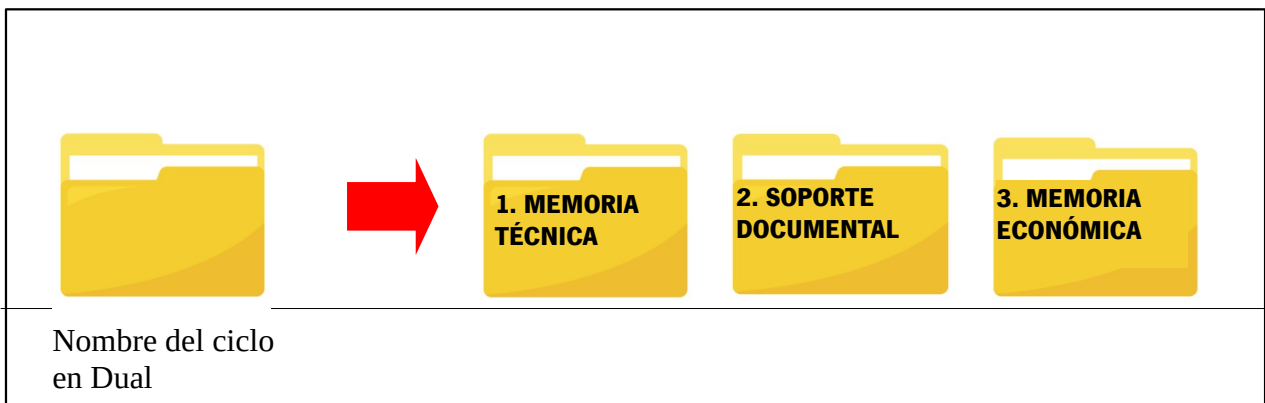 1. MEMORIA
TÉCNICA
2. SOPORTE
DOCUMENTAL
3. MEMORIA
ECONÓMICA
Nombre del ciclo
en Dual